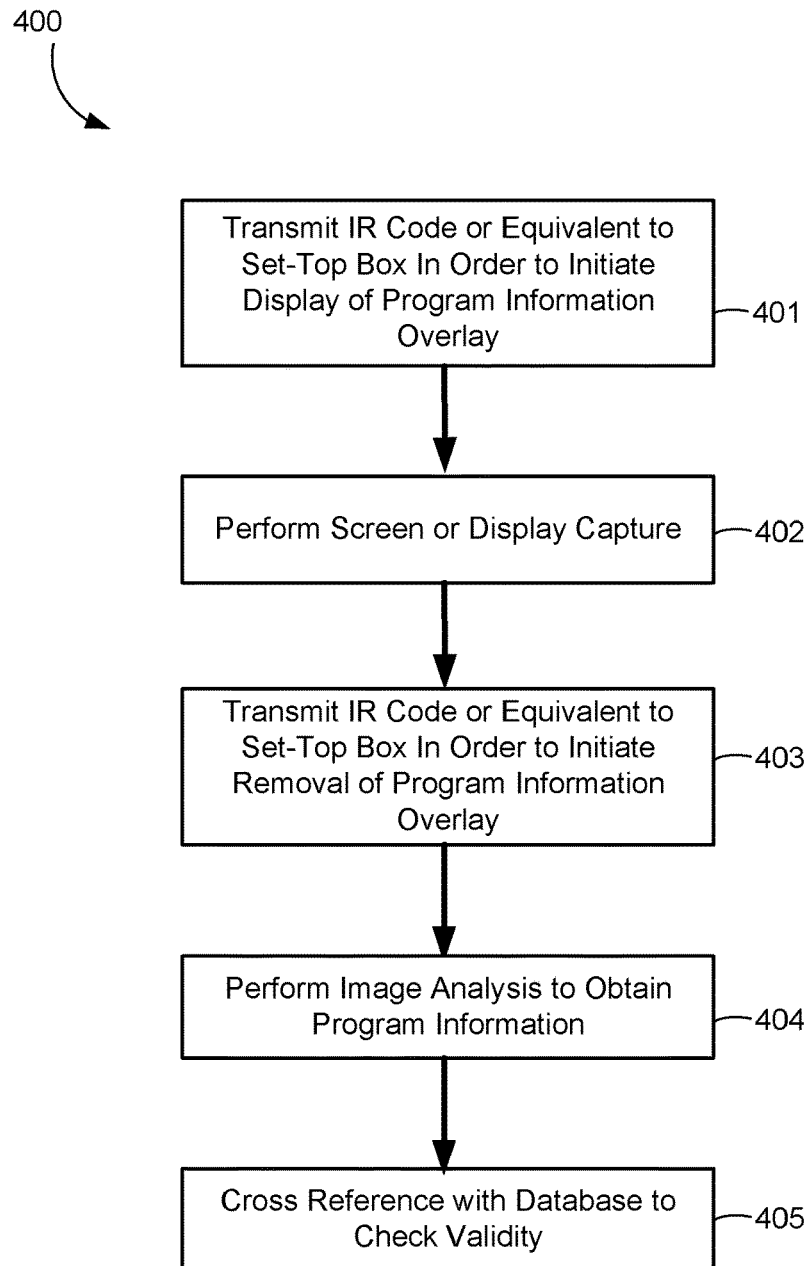 400
Transmit IR Code or Equivalent to
Set-Top Box In Order to Initiate
Display of Program Information
Overlay
401
Perform Screen or Display Capture
402
Transmit IR Code or Equivalent to
Set-Top Box In Order to Initiate
Removal of Program Information
Overlay
403
Perform Image Analysis to Obtain
Program Information
404
Cross Reference with Database to
Check Validity
405